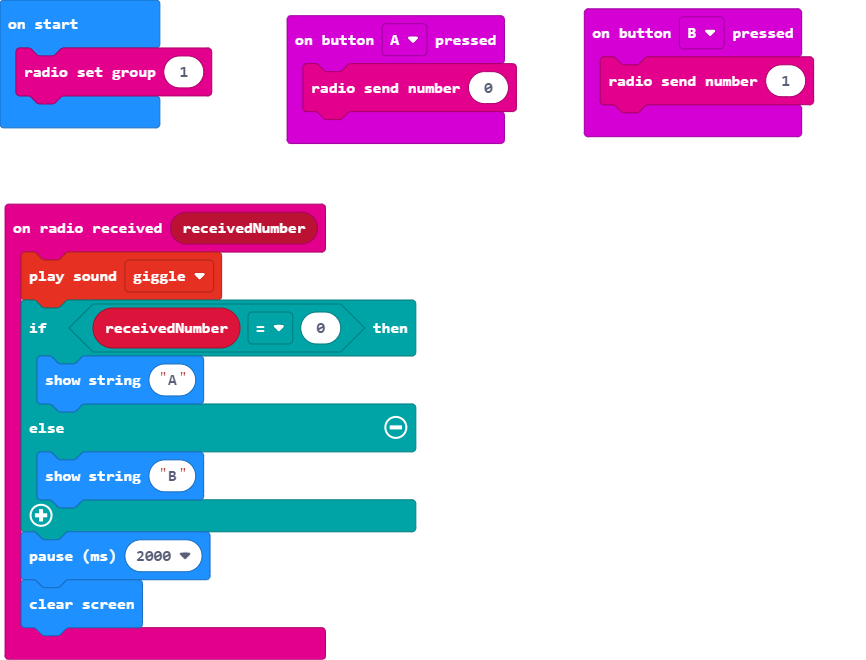 on start
radio set group 1
on button A pressed
radio send number 0
on button B pressed
radio send number 1
on radio received receivedNumber
play sound giggle
if receivedNumber = 0 then
show string "A"
else
show string "B"
pause (ms) 2000
clear screen